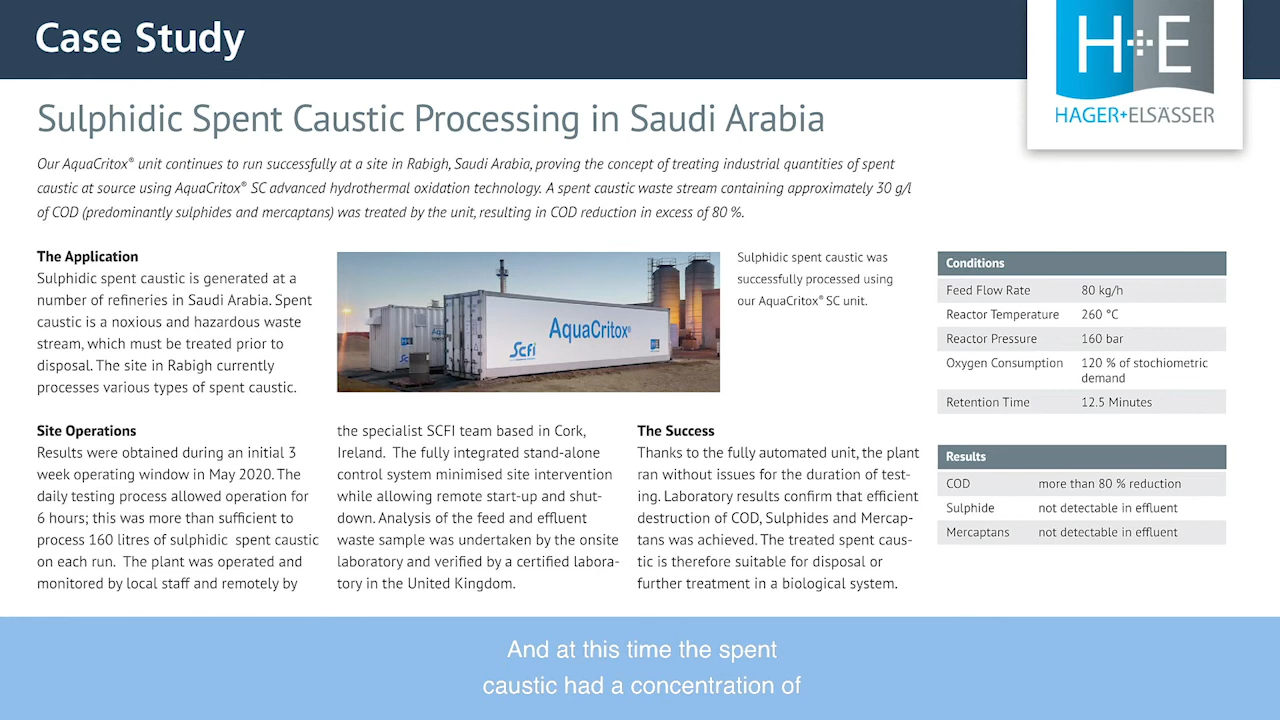 Case Study
H+E
HAGER+ELSÄSSER
Sulphidic Spent Caustic Processing in Saudi Arabia
Our AquaCritox® unit continues to run successfully at a site in Rabigh, Saudi Arabia, proving the concept of treating industrial quantities of spent
caustic at source using AquaCritox® SC advanced hydrothermal oxidation technology. A spent caustic waste stream containing approximately 30 g/l
of COD (predominantly sulphides and mercaptans) was treated by the unit, resulting in COD reduction in excess of 80 %.
The Application
Sulphidic spent caustic is generated at a
number of refineries in Saudi Arabia. Spent
caustic is a noxious and hazardous waste
stream, which must be treated prior to
disposal. The site in Rabigh currently
processes various types of spent caustic.
AquaCritox®
SCFI
Sulphidic spent caustic was
successfully processed using
our AquaCritox® SC unit.
Site Operations
Results were obtained during an initial 3
week operating window in May 2020. The
daily testing process allowed operation for
6 hours; this was more than sufficient to
process 160 litres of sulphidic spent caustic
on each run. The plant was operated and
monitored by local staff and remotely by
the specialist SCFI team based in Cork,
Ireland. The fully integrated stand-alone
control system minimised site intervention
while allowing remote start-up and shut-
down. Analysis of the feed and effluent
waste sample was undertaken by the onsite
laboratory and verified by a certified labora-
tory in the United Kingdom.
The Success
Thanks to the fully automated unit, the plant
ran without issues for the duration of test-
ing. Laboratory results confirm that efficient
destruction of COD, Sulphides and Mercap-
tans was achieved. The treated spent caus-
tic is therefore suitable for disposal or
further treatment in a biological system.
Conditions
Feed Flow Rate 80 kg/h
Reactor Temperature 260 °C
Reactor Pressure 160 bar
Oxygen Consumption 120 % of stochiometric
demand
Retention Time 12.5 Minutes
Results
COD more than 80 % reduction
Sulphide not detectable in effluent
Mercaptans not detectable in effluent
And at this time the spent
caustic had a concentration of